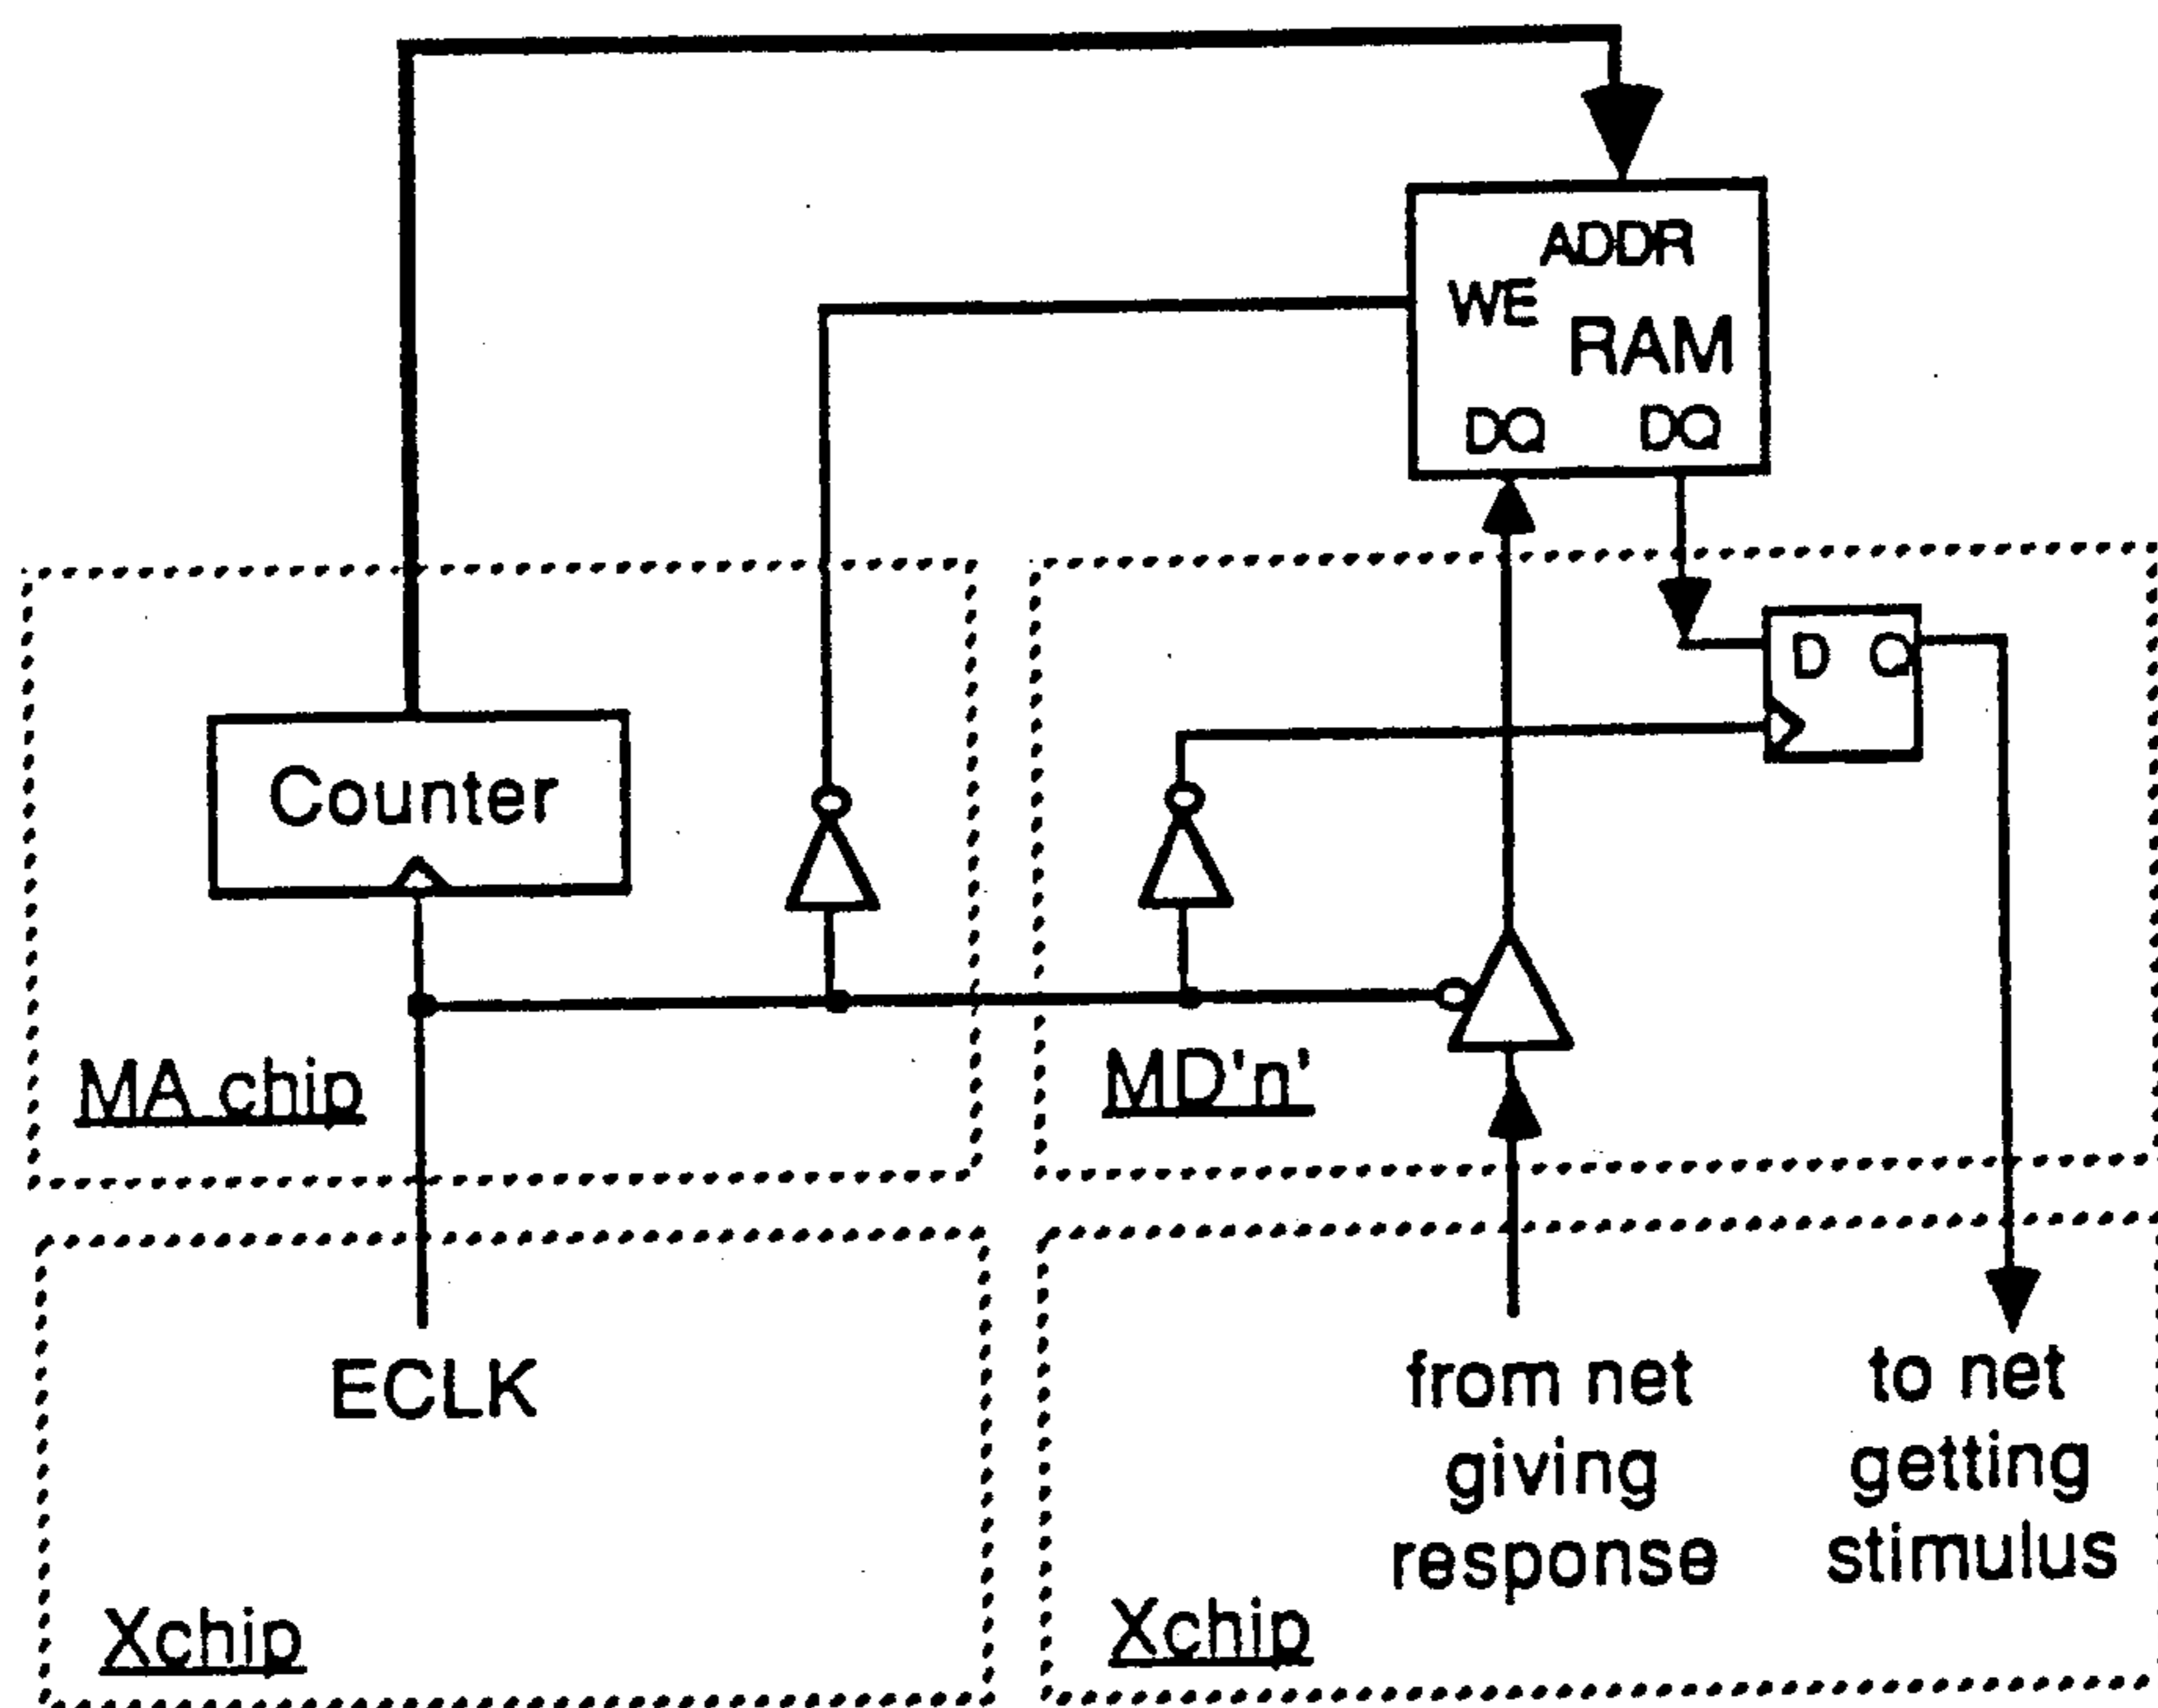 ADDR
WE
RAM
DQ DQ
D Q
Counter
MA chip
MD'n'
ECLK
from net
giving
response
to net
getting
stimulus
Xchip
Xchip